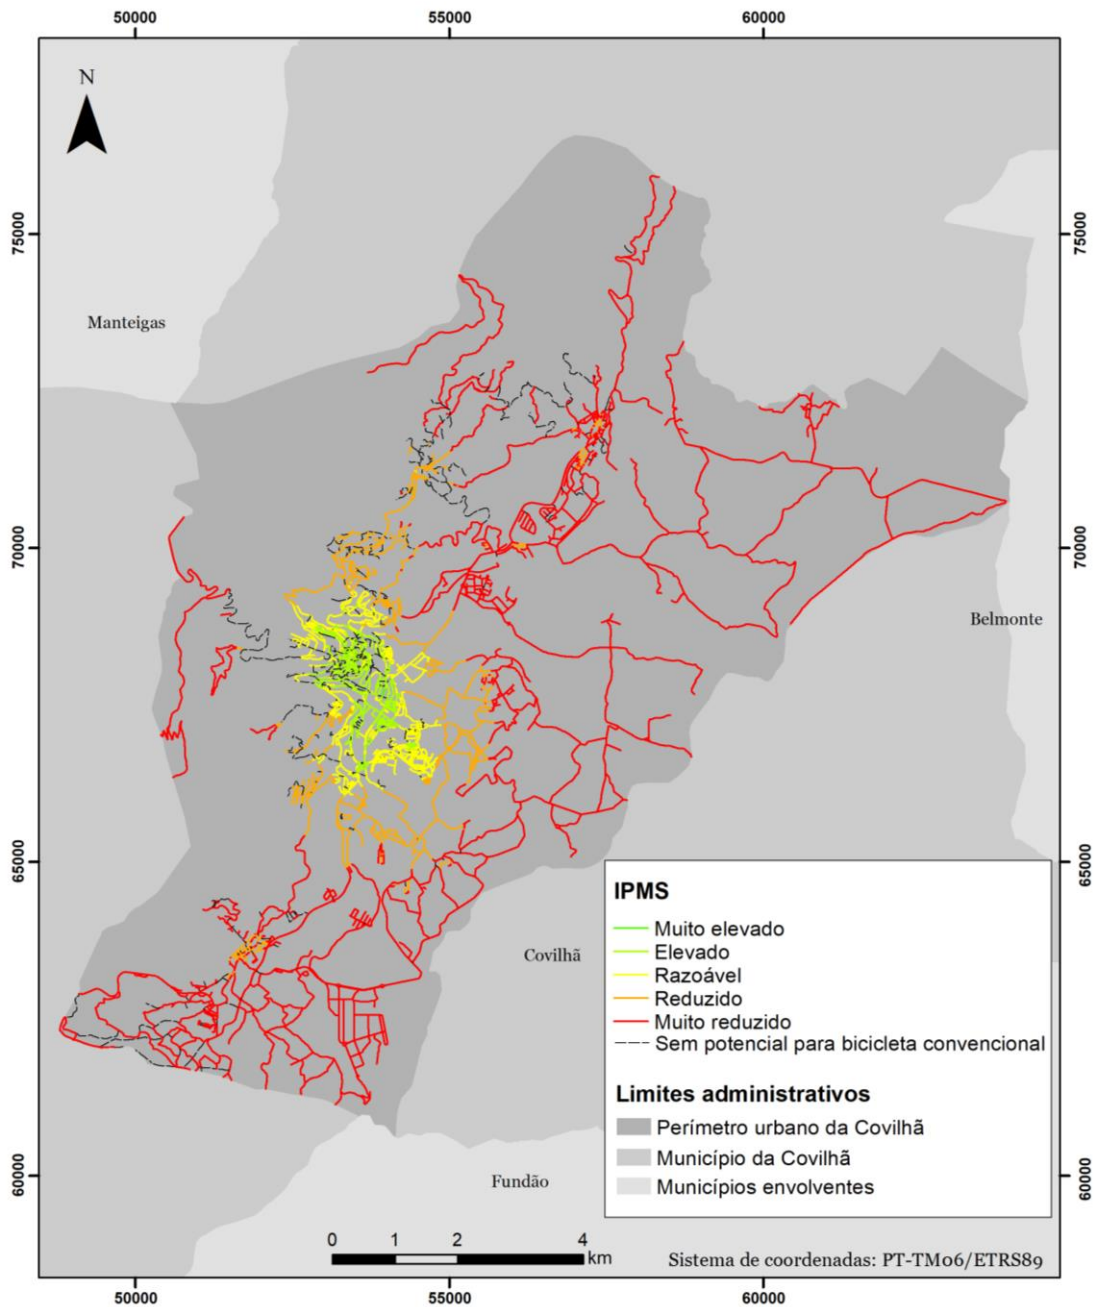 50000 55000 60000
N
75000 75000
Manteigas
70000 70000
Belmonte
65000 65000
IPMS
Muito elevado
Elevado
Razoável
Reduzido
Muito reduzido
Sem potencial para bicicleta convencional
Covilhã
Limites administrativos
Perímetro urbano da Covilhã
Município da Covilhã
Municípios envolventes
60000 60000
Fundão
0 1 2 4
km
Sistema de coordenadas: PT-TM06/ETRS89
50000 55000 60000